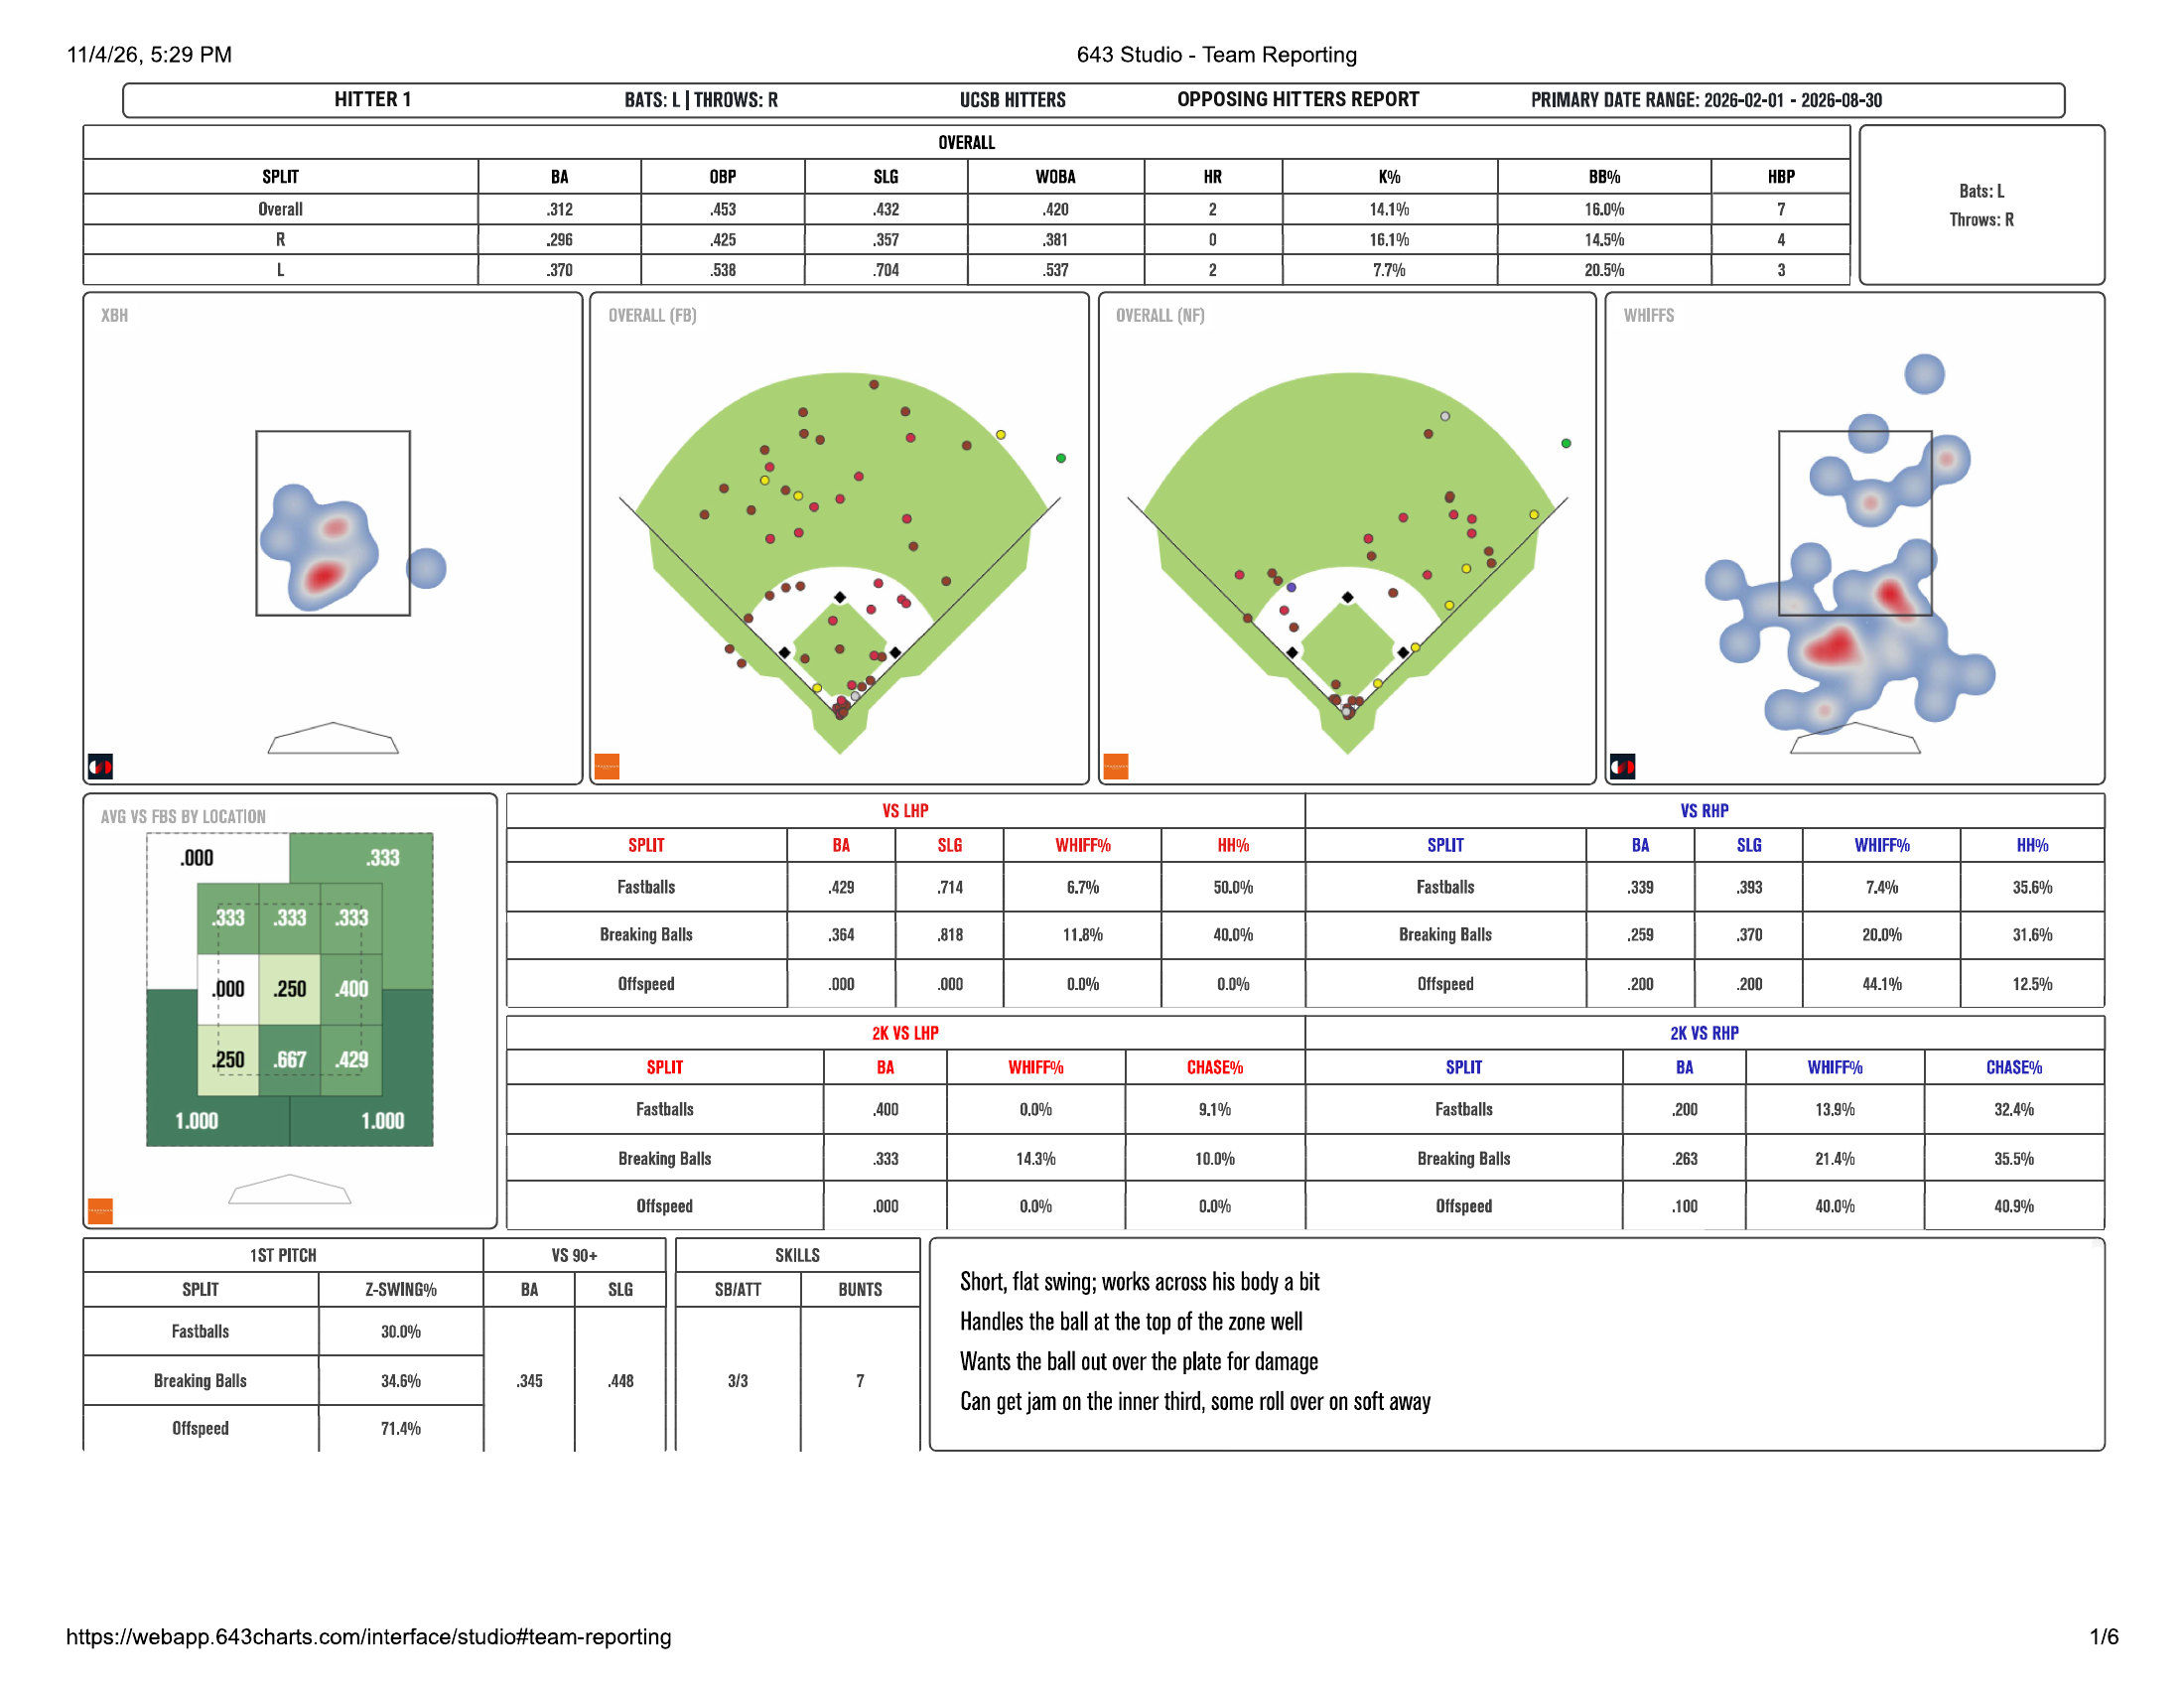 11/4/26, 5:29 PM 643 Studio - Team Reporting
HITTER 1 BATS: L | THROWS: R UCSB HITTERS OPPOSING HITTERS REPORT PRIMARY DATE RANGE: 2026-02-01 - 2026-08-30
OVERALL
SPLIT BA OBP SLG WOBA HR K% BB% HBP
Overall .312 .453 .432 .420 2 14.1% 16.0% 7
R .296 .425 .357 .381 0 16.1% 14.5% 4
L .370 .538 .704 .537 2 7.7% 20.5% 3
Bats: L
Throws: R
XBH OVERALL (FB) OVERALL (NF) WHIFFS
AVG VS FBS BY LOCATION
.000 .333
.333 .333 .333
.000 .250 .400
.250 .667 .429
1.000 1.000
VS LHP VS RHP
SPLIT BA SLG WHIFF% HH% SPLIT BA SLG WHIFF% HH%
Fastballs .429 .714 6.7% 50.0% Fastballs .339 .393 7.4% 35.6%
Breaking Balls .364 .818 11.8% 40.0% Breaking Balls .259 .370 20.0% 31.6%
Offspeed .000 .000 0.0% 0.0% Offspeed .200 .200 44.1% 12.5%
2K VS LHP 2K VS RHP
SPLIT BA WHIFF% CHASE% SPLIT BA WHIFF% CHASE%
Fastballs .400 0.0% 9.1% Fastballs .200 13.9% 32.4%
Breaking Balls .333 14.3% 10.0% Breaking Balls .263 21.4% 35.5%
Offspeed .000 0.0% 0.0% Offspeed .100 40.0% 40.9%
1ST PITCH VS 90+ SKILLS
SPLIT Z-SWING% BA SLG SB/ATT BUNTS
Fastballs 30.0%
Breaking Balls 34.6% .345 .448 3/3 7
Offspeed 71.4%
Short, flat swing; works across his body a bit
Handles the ball at the top of the zone well
Wants the ball out over the plate for damage
Can get jam on the inner third, some roll over on soft away
https://webapp.643charts.com/interface/studio#team-reporting 1/6